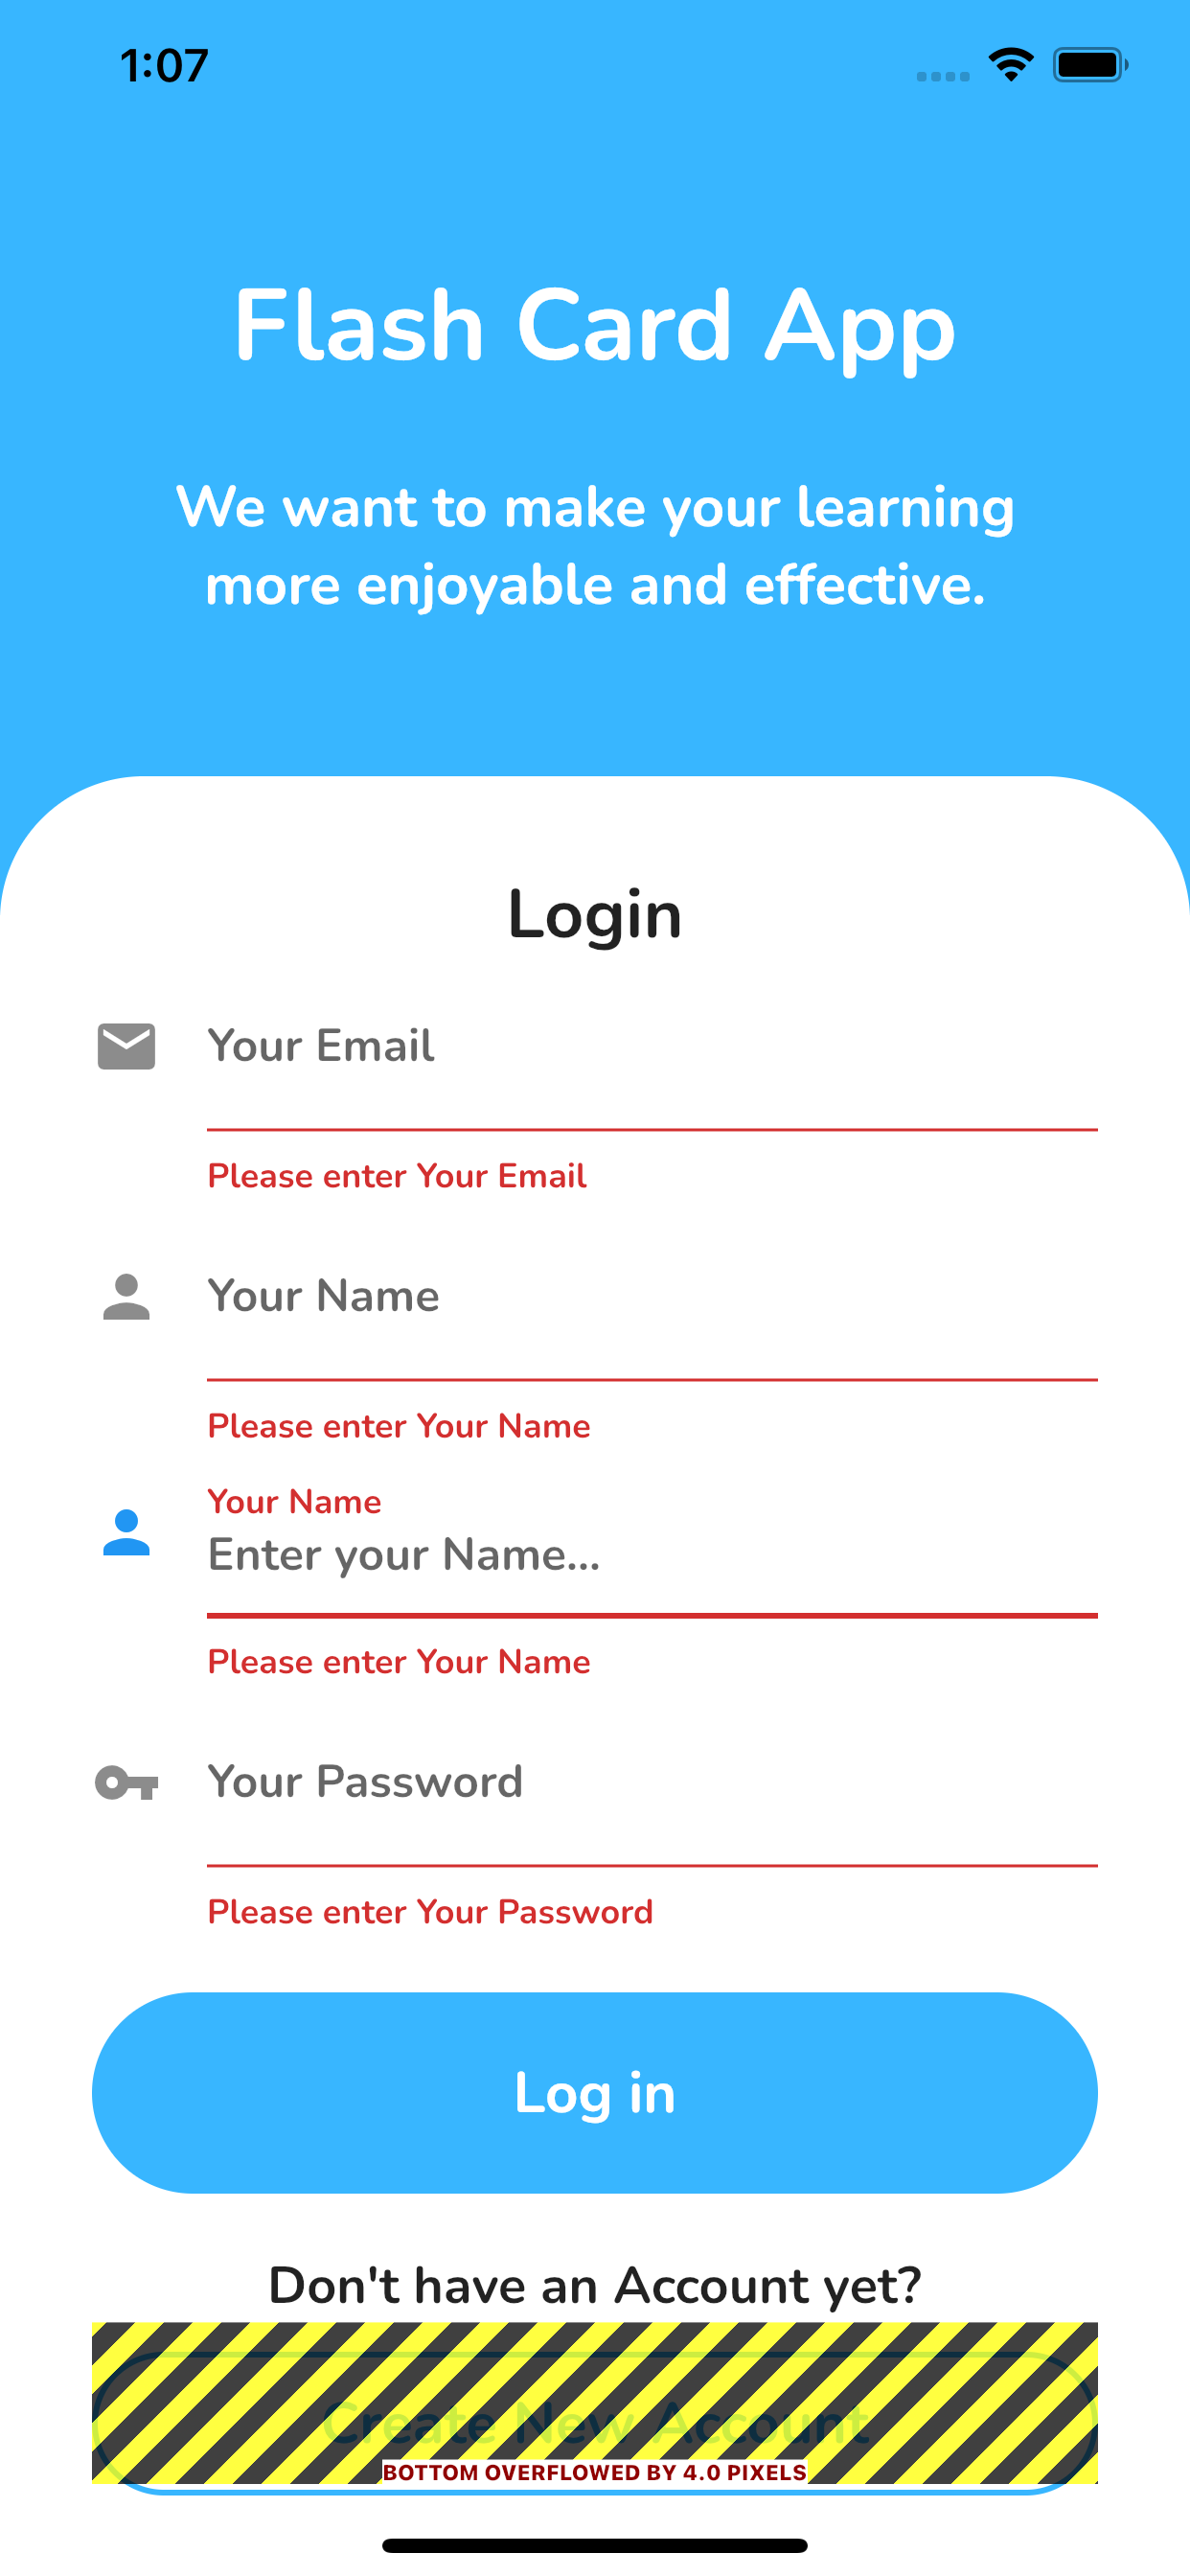 1:07
Flash Card App
We want to make your learning
more enjoyable and effective.
Login
Your Email
Please enter Your Email
Your Name
Please enter Your Name
Your Name
Enter your Name...
Please enter Your Name
Your Password
Please enter Your Password
Log in
Don't have an Account yet?
Create New Account
BOTTOM OVERFLOWED BY 4.0 PIXELS